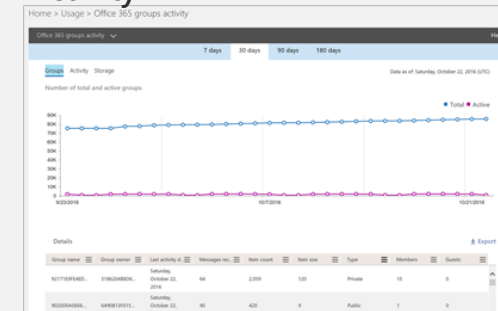 Home > Usage > Office 365 groups activity
Office 365 groups activity
7 days 30 days 90 days 180 days
Groups Activity Storage
Data as of: Saturday, October 22, 2016 (UTC)
Number of total and active groups
Total Active
90K
80K
70K
60K
50K
40K
30K
20K
10K
0
9/23/2016 10/7/2016 10/21/2016
Details
Export
Group name Group owner Last activity d... Messages rec... Item count Item size Type Members Guests
Saturday, October 22, 2016
64 2,059 120 Private 15 0
Saturday, October 22,
90 420 9 Public 1 0